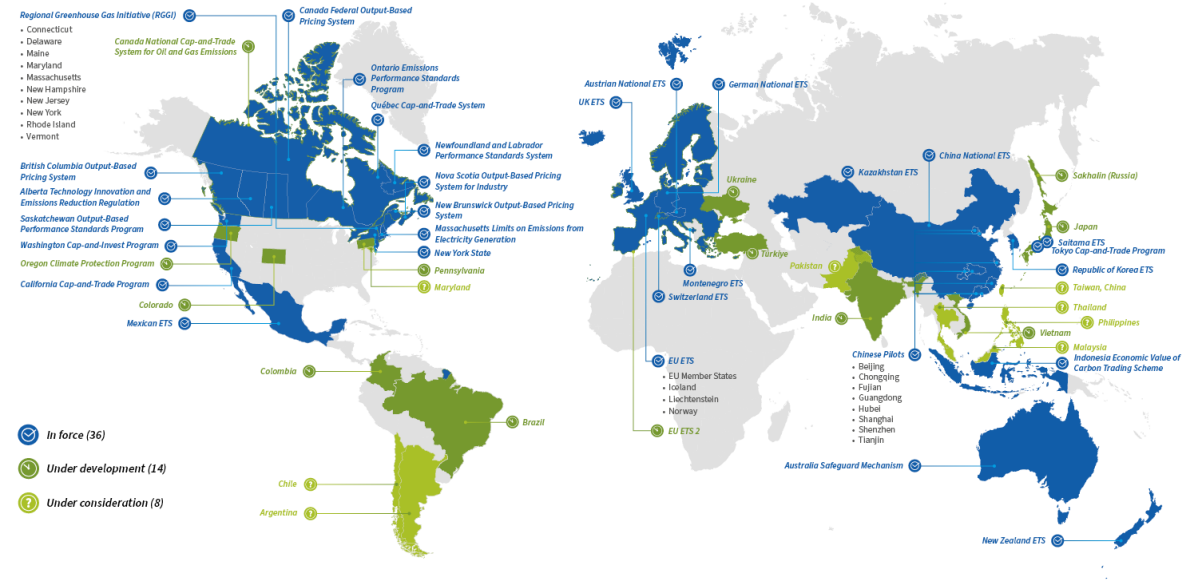 Regional Greenhouse Gas Initiative (RGGI)
• Connecticut
• Delaware
• Maine
• Maryland
• Massachusetts
• New Hampshire
• New Jersey
• New York
• Rhode Island
• Vermont
Canada Federal Output-Based
Pricing System
Canada National Cap-and-Trade
System for Oil and Gas Emissions
Ontario Emissions
Performance Standards
Program
Québec Cap-and-Trade System
Newfoundland and Labrador
Performance Standards System
Nova Scotia Output-Based Pricing
System for Industry
New Brunswick Output-Based Pricing
System
Massachusetts Limits on Emissions from
Electricity Generation
New York State
Pennsylvania
Maryland
British Columbia Output-Based
Pricing System
Alberta Technology Innovation and
Emissions Reduction Regulation
Saskatchewan Output-Based
Performance Standards Program
Washington Cap-and-Invest Program
Oregon Climate Protection Program
California Cap-and-Trade Program
Colorado
Mexican ETS
Colombia
Brazil
Chile
Argentina
In force (36)
Under development (14)
Under consideration (8)
Austrian National ETS
German National ETS
UK ETS
Ukraine
Türkiye
Montenegro ETS
Switzerland ETS
EU ETS
• EU Member States
• Iceland
• Liechtenstein
• Norway
EU ETS 2
Kazakhstan ETS
China National ETS
Sakhalin (Russia)
Japan
Saitama ETS
Tokyo Cap-and-Trade Program
Republic of Korea ETS
Taiwan, China
Thailand
Philippines
Vietnam
Malaysia
Indonesia Economic Value of
Carbon Trading Scheme
Pakistan
India
Chinese Pilots
• Beijing
• Chongqing
• Fujian
• Guangdong
• Hubei
• Shanghai
• Shenzhen
• Tianjin
Australia Safeguard Mechanism
New Zealand ETS